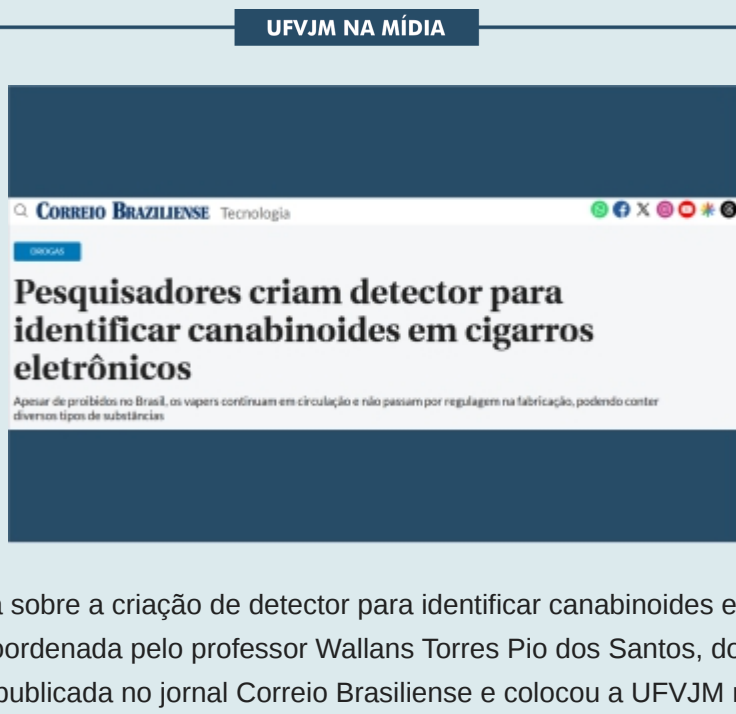 UFVJM NA MÍDIA
CORREIO BRAZILIENSE Tecnologia
DROGAS
Pesquisadores criam detector para
identificar canabinoides em cigarros
eletrônicos
Apesar de proibidos no Brasil, os vapers continuam em circulação e não passam por regulagem na fabricação, podendo conter
diversos tipos de substâncias
sobre a criação de detector para identificar canabinoides e
coordenada pelo professor Wallans Torres Pio dos Santos, do
publicada no jornal Correio Brasiliense e colocou a UFVJM